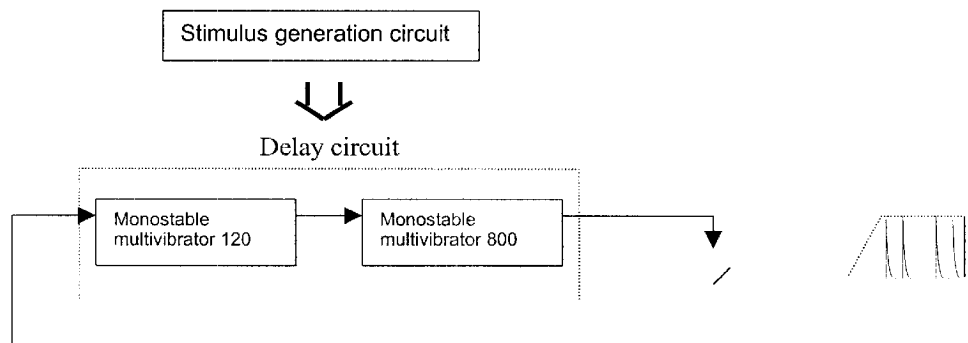 Stimulus generation circuit
Delay circuit
Monostable
multivibrator 120
Monostable
multivibrator 800